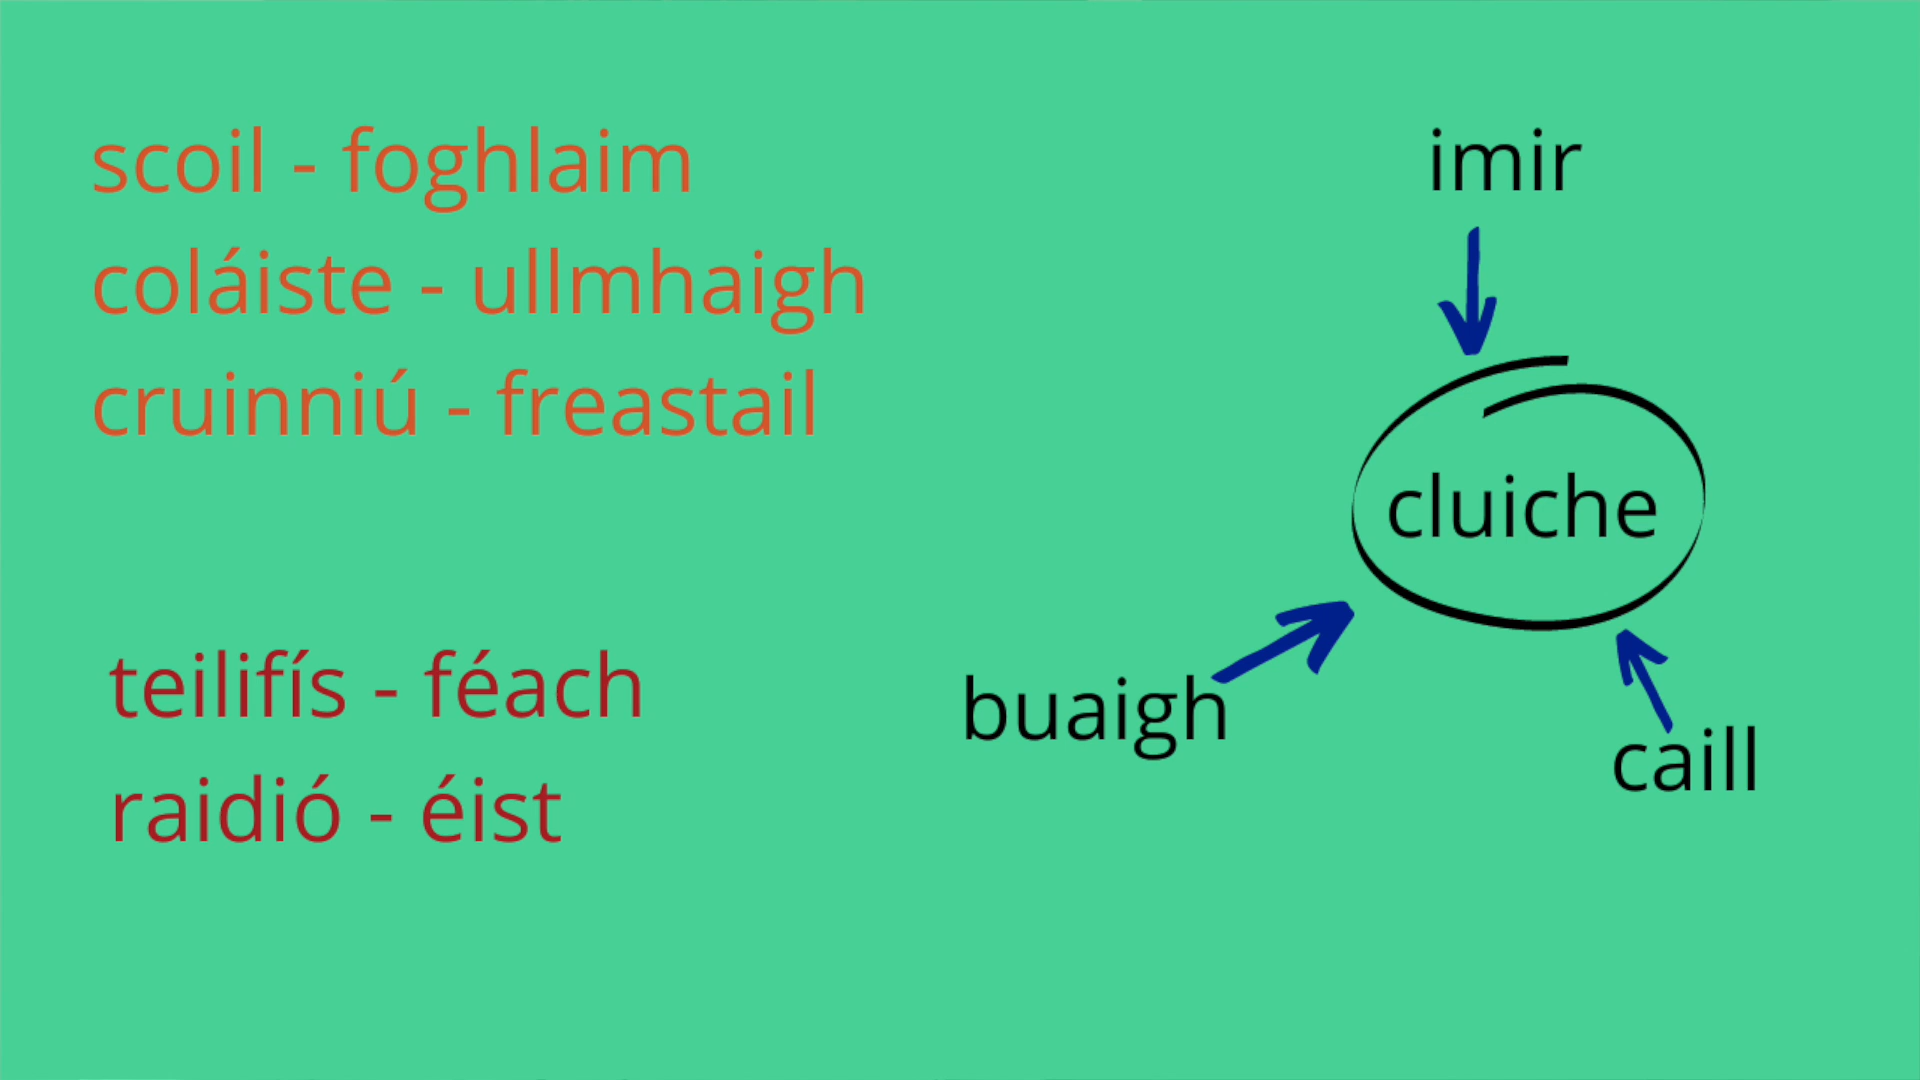 scoil - foghlaim
coláiste - ullmhaigh
cruinniú - freastail
teilifís - féach
raidió - éist
imir
cluiche
buaigh
caill